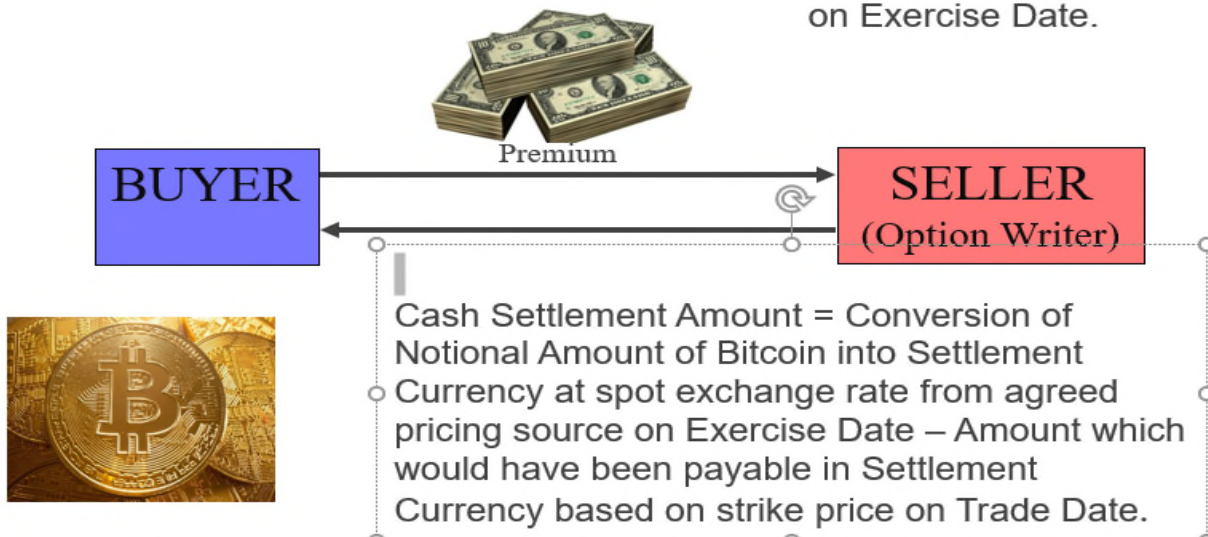 on Exercise Date.
Premium
BUYER
SELLER
(Option Writer)
Cash Settlement Amount = Conversion of
Notional Amount of Bitcoin into Settlement
Currency at spot exchange rate from agreed
pricing source on Exercise Date – Amount which
would have been payable in Settlement
Currency based on strike price on Trade Date.